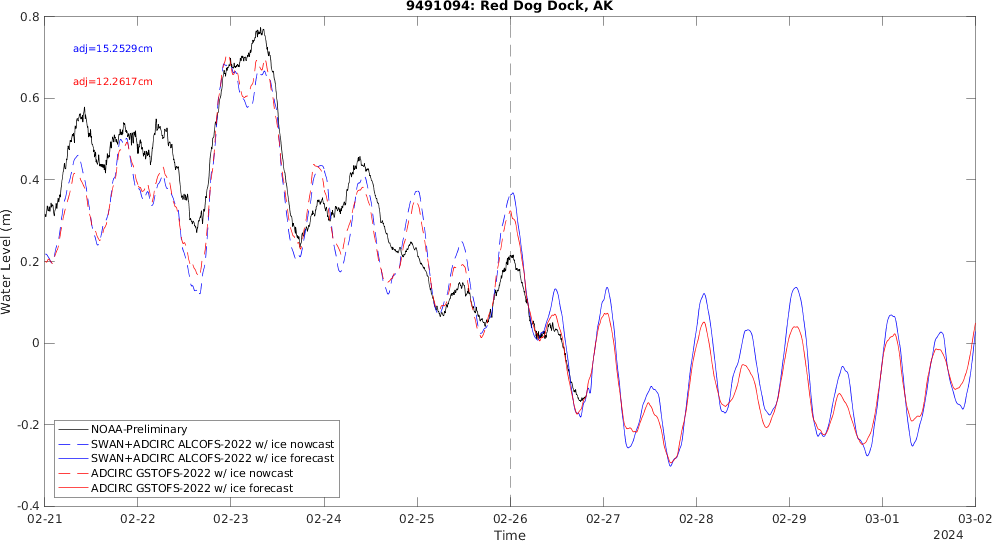 9491094: Red Dog Dock, AK
adj=15.2529cm
adj=12.2617cm
Water Level (m)
0.8
0.6
0.4
0.2
0
-0.2
-0.4
NOAA-Preliminary
SWAN+ADCIRC ALCOFS-2022 w/ ice nowcast
SWAN+ADCIRC ALCOFS-2022 w/ ice forecast
ADCIRC GSTOFS-2022 w/ ice nowcast
ADCIRC GSTOFS-2022 w/ ice forecast
02-21 02-22 02-23 02-24 02-25 02-26 02-27 02-28 02-29 03-01 03-02
Time
2024